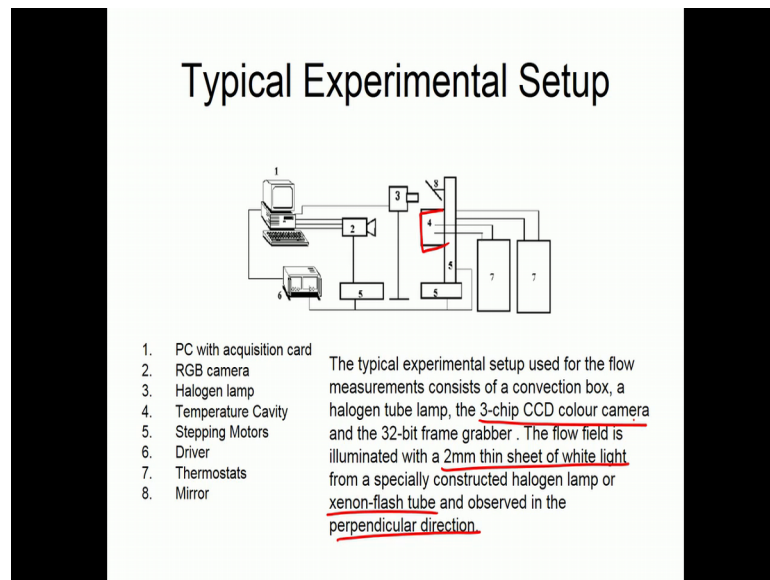 Typical Experimental Setup
1
2
3
8
4
5
7
7
6
5
5
1. PC with acquisition card
2. RGB camera
3. Halogen lamp
4. Temperature Cavity
5. Stepping Motors
6. Driver
7. Thermostats
8. Mirror
The typical experimental setup used for the flow
measurements consists of a convection box, a
halogen tube lamp, the 3-chip CCD colour camera
and the 32-bit frame grabber . The flow field is
illuminated with a 2mm thin sheet of white light
from a specially constructed halogen lamp or
xenon-flash tube and observed in the
perpendicular direction.